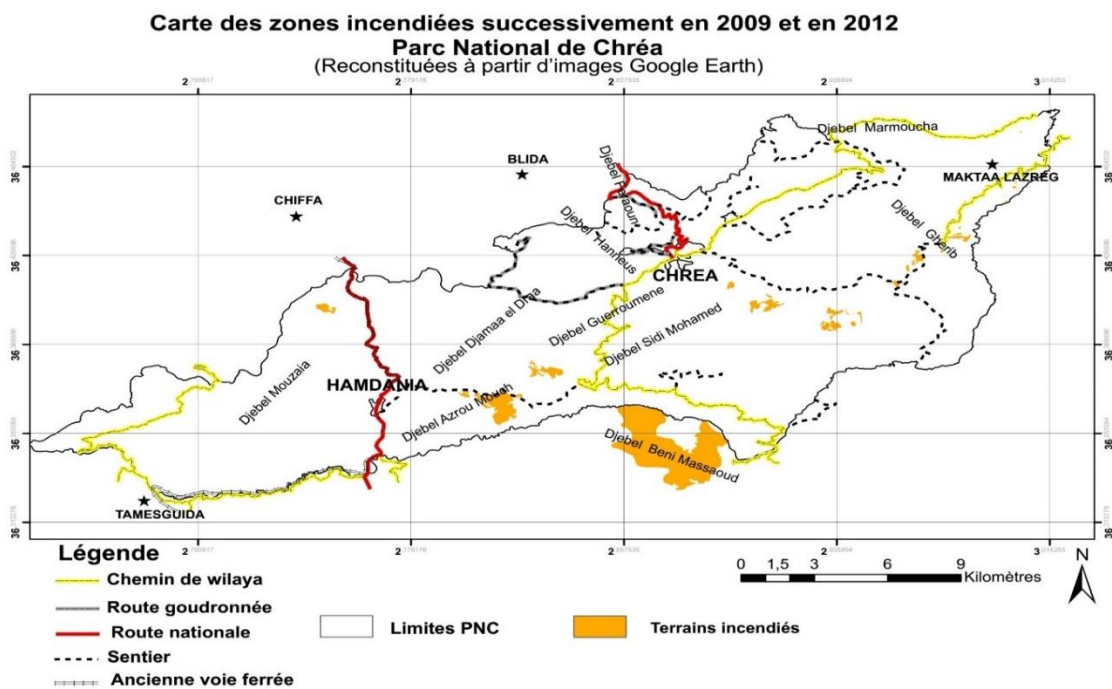 Carte des zones incendiées successivement en 2009 et en 2012
Parc National de Chréa
(Reconstituées à partir d'images Google Earth)
Djebel Marmoucha
BLIDA
MAKTAA LAZREG
CHIFFA
Djebel Feraoun
Djebel Hanneus
Djebel Gherib
CHREA
Djebel Guerroumene
Djebel Djamaa el Draa
Djebel Sidi Mohamed
HAMDANIA
Djebel Mouzaia
Djebel Azrou Mouch
Djebel Beni Massaoud
TAMESGUIDA
Légende
Chemin de wilaya
Route goudronnée
Route nationale
Sentier
Ancienne voie ferrée
Limites PNC
Terrains incendiés
0 1,5 3 6 9
Kilomètres
N